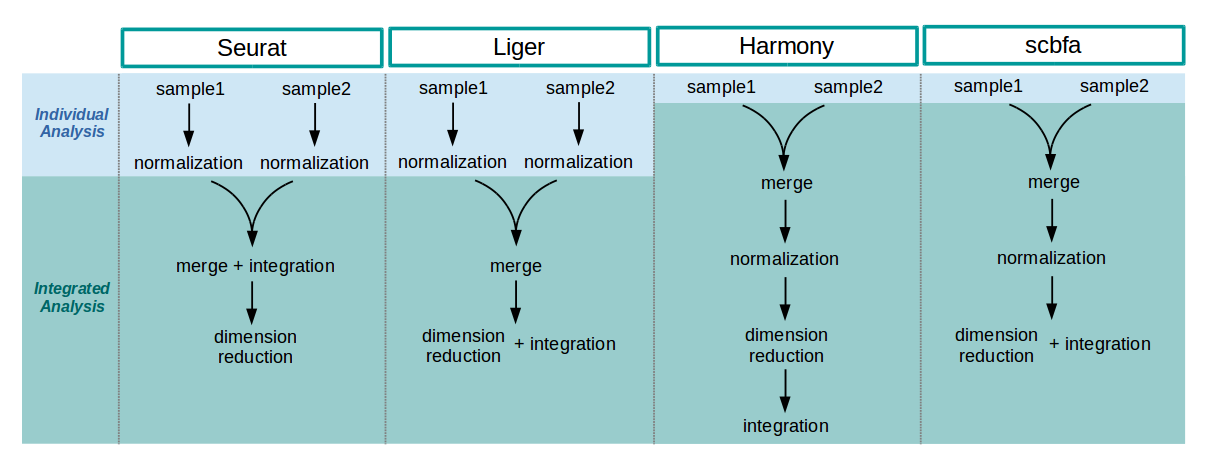 Seurat
Liger
Harmony
scbfa
Individual
Analysis
sample1 sample2
normalization normalization
sample1 sample2
normalization normalization
sample1 sample2
sample1 sample2
Integrated
Analysis
merge + integration
dimension
reduction
merge
dimension
reduction
+ integration
merge
normalization
dimension
reduction
integration
merge
normalization
dimension
reduction
+ integration